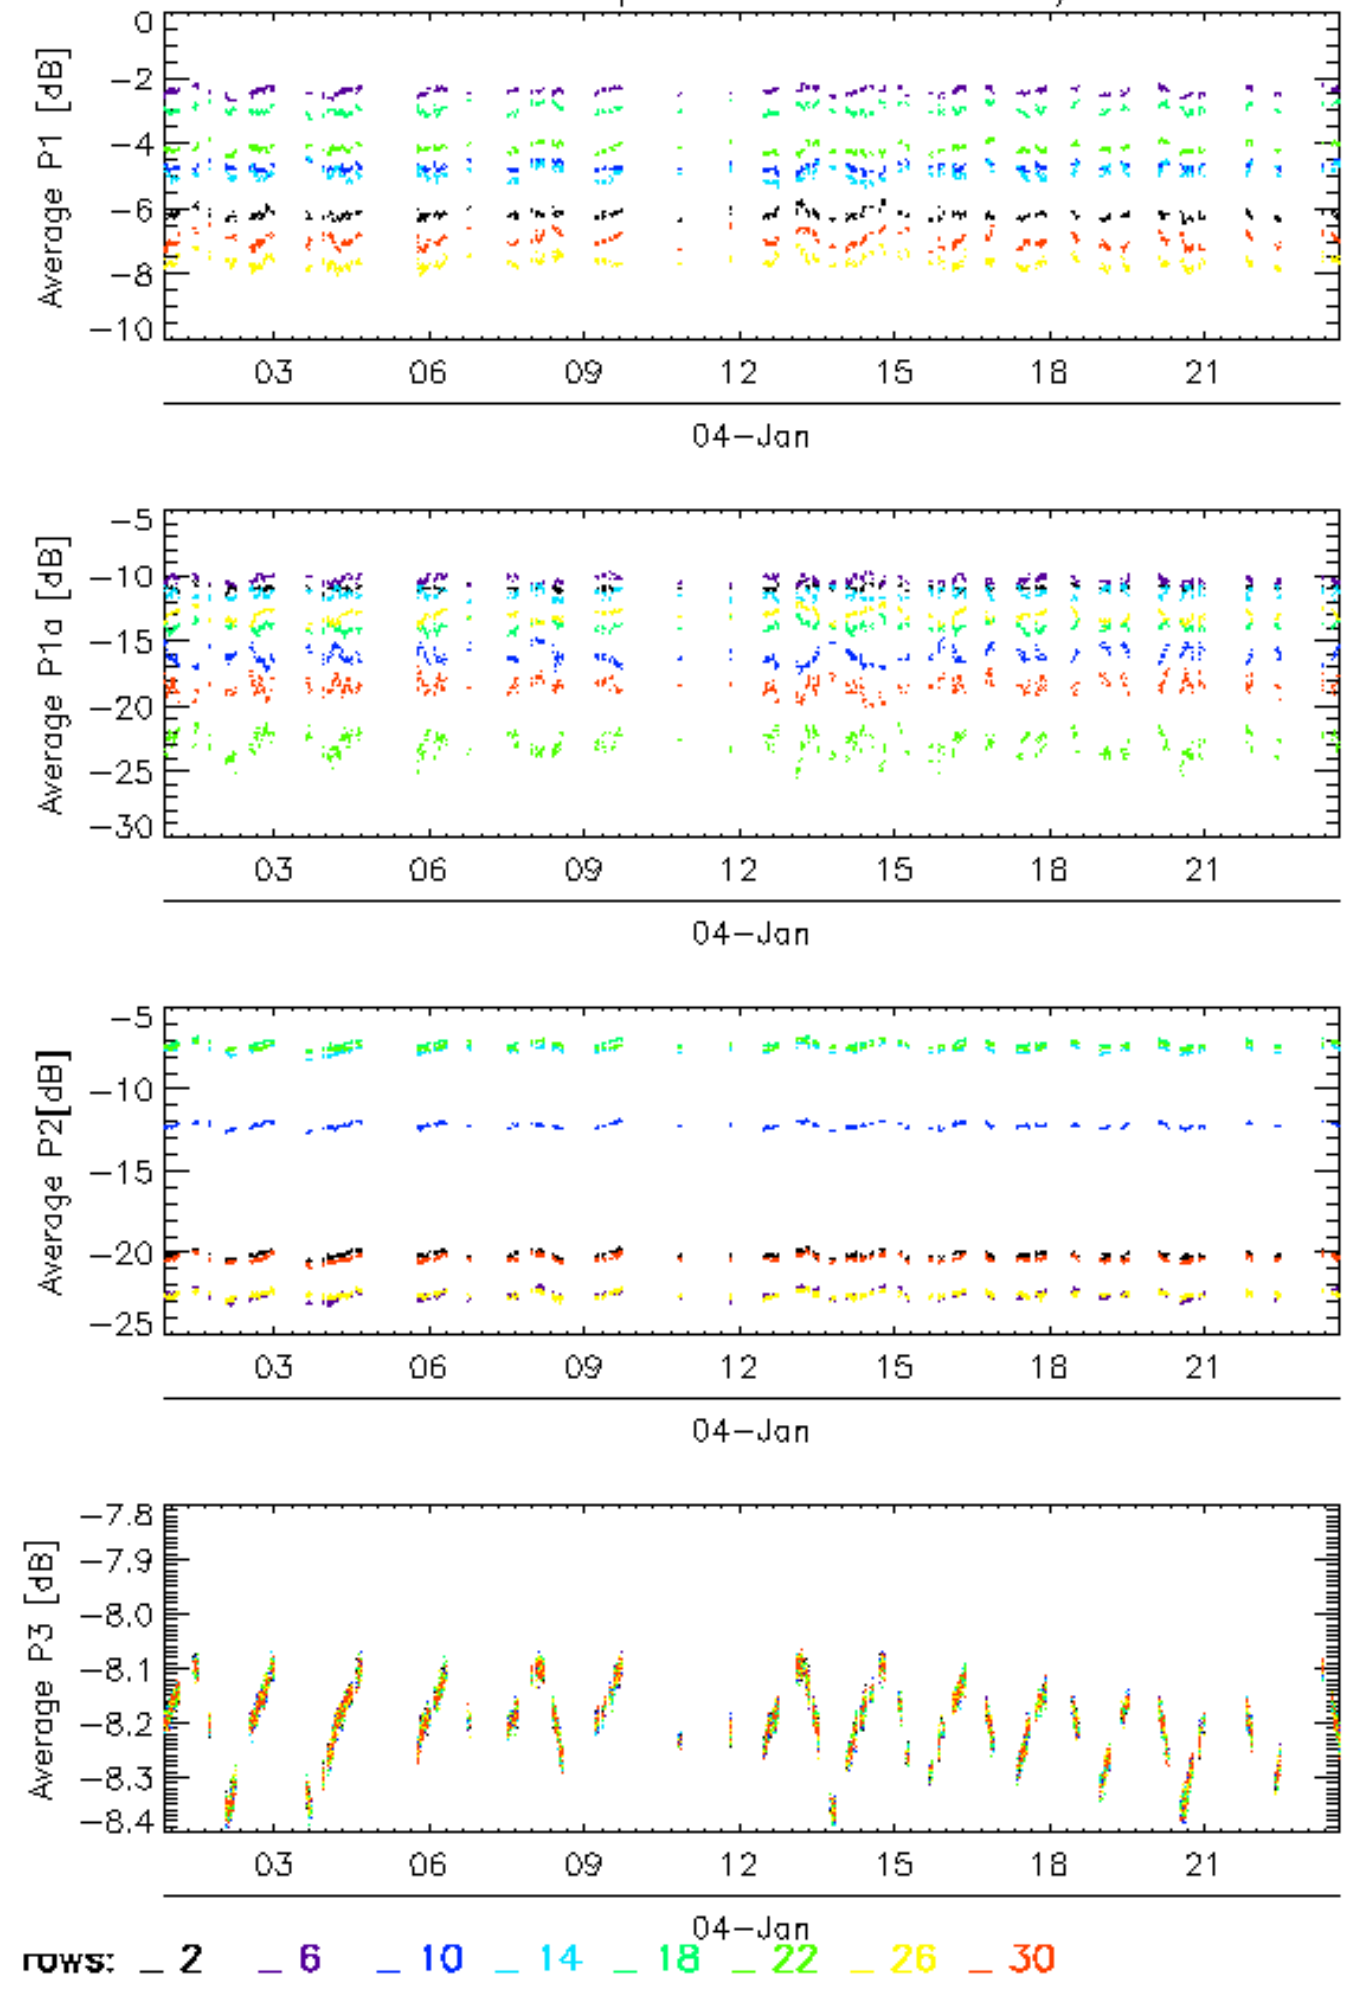 0
−2
−4
−6
−8
−10
Average P1 [dB]
03 06 09 12 15 18 21
04−Jan
−5
−10
−15
−20
−25
−30
Average P1a [dB]
03 06 09 12 15 18 21
04−Jan
−5
−10
−15
−20
−25
Average P2[dB]
03 06 09 12 15 18 21
04−Jan
−7.8
−7.9
−8.0
−8.1
−8.2
−8.3
−8.4
Average P3 [dB]
03 06 09 12 15 18 21
04−Jan
rows: _ 2 _ 6 _ 10 _ 14 _ 18 _ 22 _ 26 _ 30